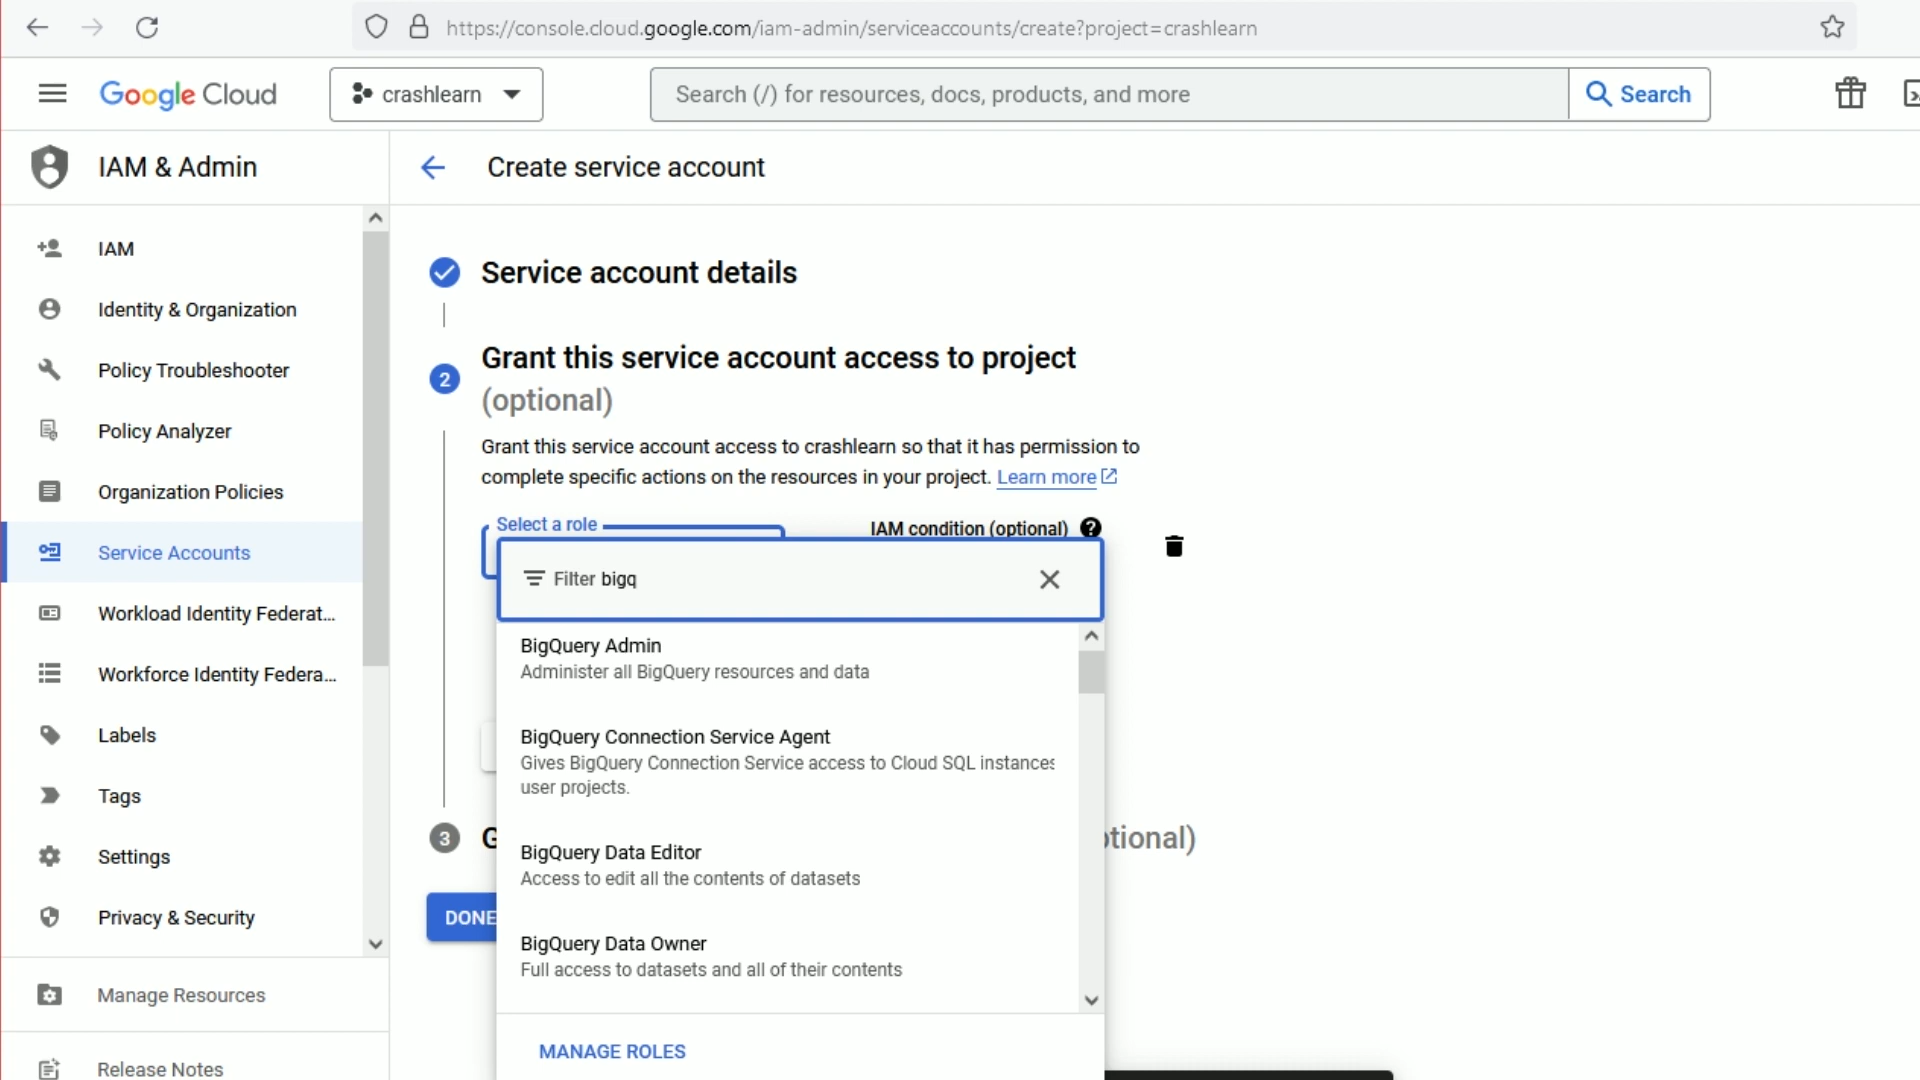 https://console.cloud.google.com/iam-admin/serviceaccounts/create?project=crashlearn
Google Cloud
crashlearn
Search (/) for resources, docs, products, and more
Search
IAM & Admin
Create service account
IAM
Identity & Organization
Policy Troubleshooter
Policy Analyzer
Organization Policies
Service Accounts
Workload Identity Federat...
Workforce Identity Federa...
Labels
Tags
Settings
Privacy & Security
Manage Resources
Release Notes
Service account details
2
Grant this service account access to project
(optional)
Grant this service account access to crashlearn so that it has permission to
complete specific actions on the resources in your project. Learn more
Select a role
IAM condition (optional) ?
Filter bigq
BigQuery Admin
Administer all BigQuery resources and data
BigQuery Connection Service Agent
Gives BigQuery Connection Service access to Cloud SQL instances
user projects.
BigQuery Data Editor
Access to edit all the contents of datasets
BigQuery Data Owner
Full access to datasets and all of their contents
MANAGE ROLES
3
G
ptional)
DONE